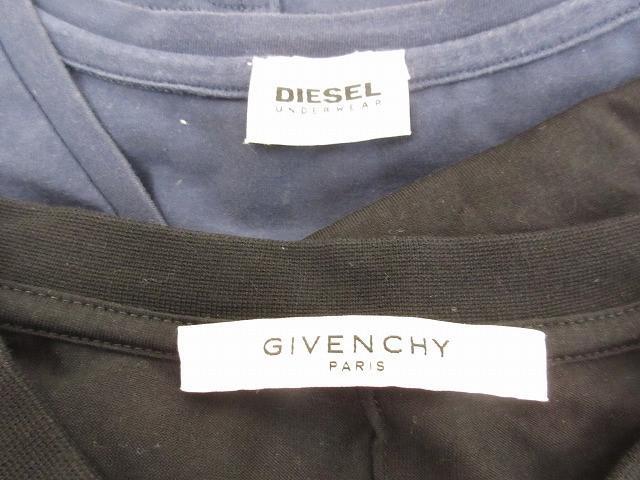 DIESEL
UNDERWEAR
GIVENCHY
PARIS